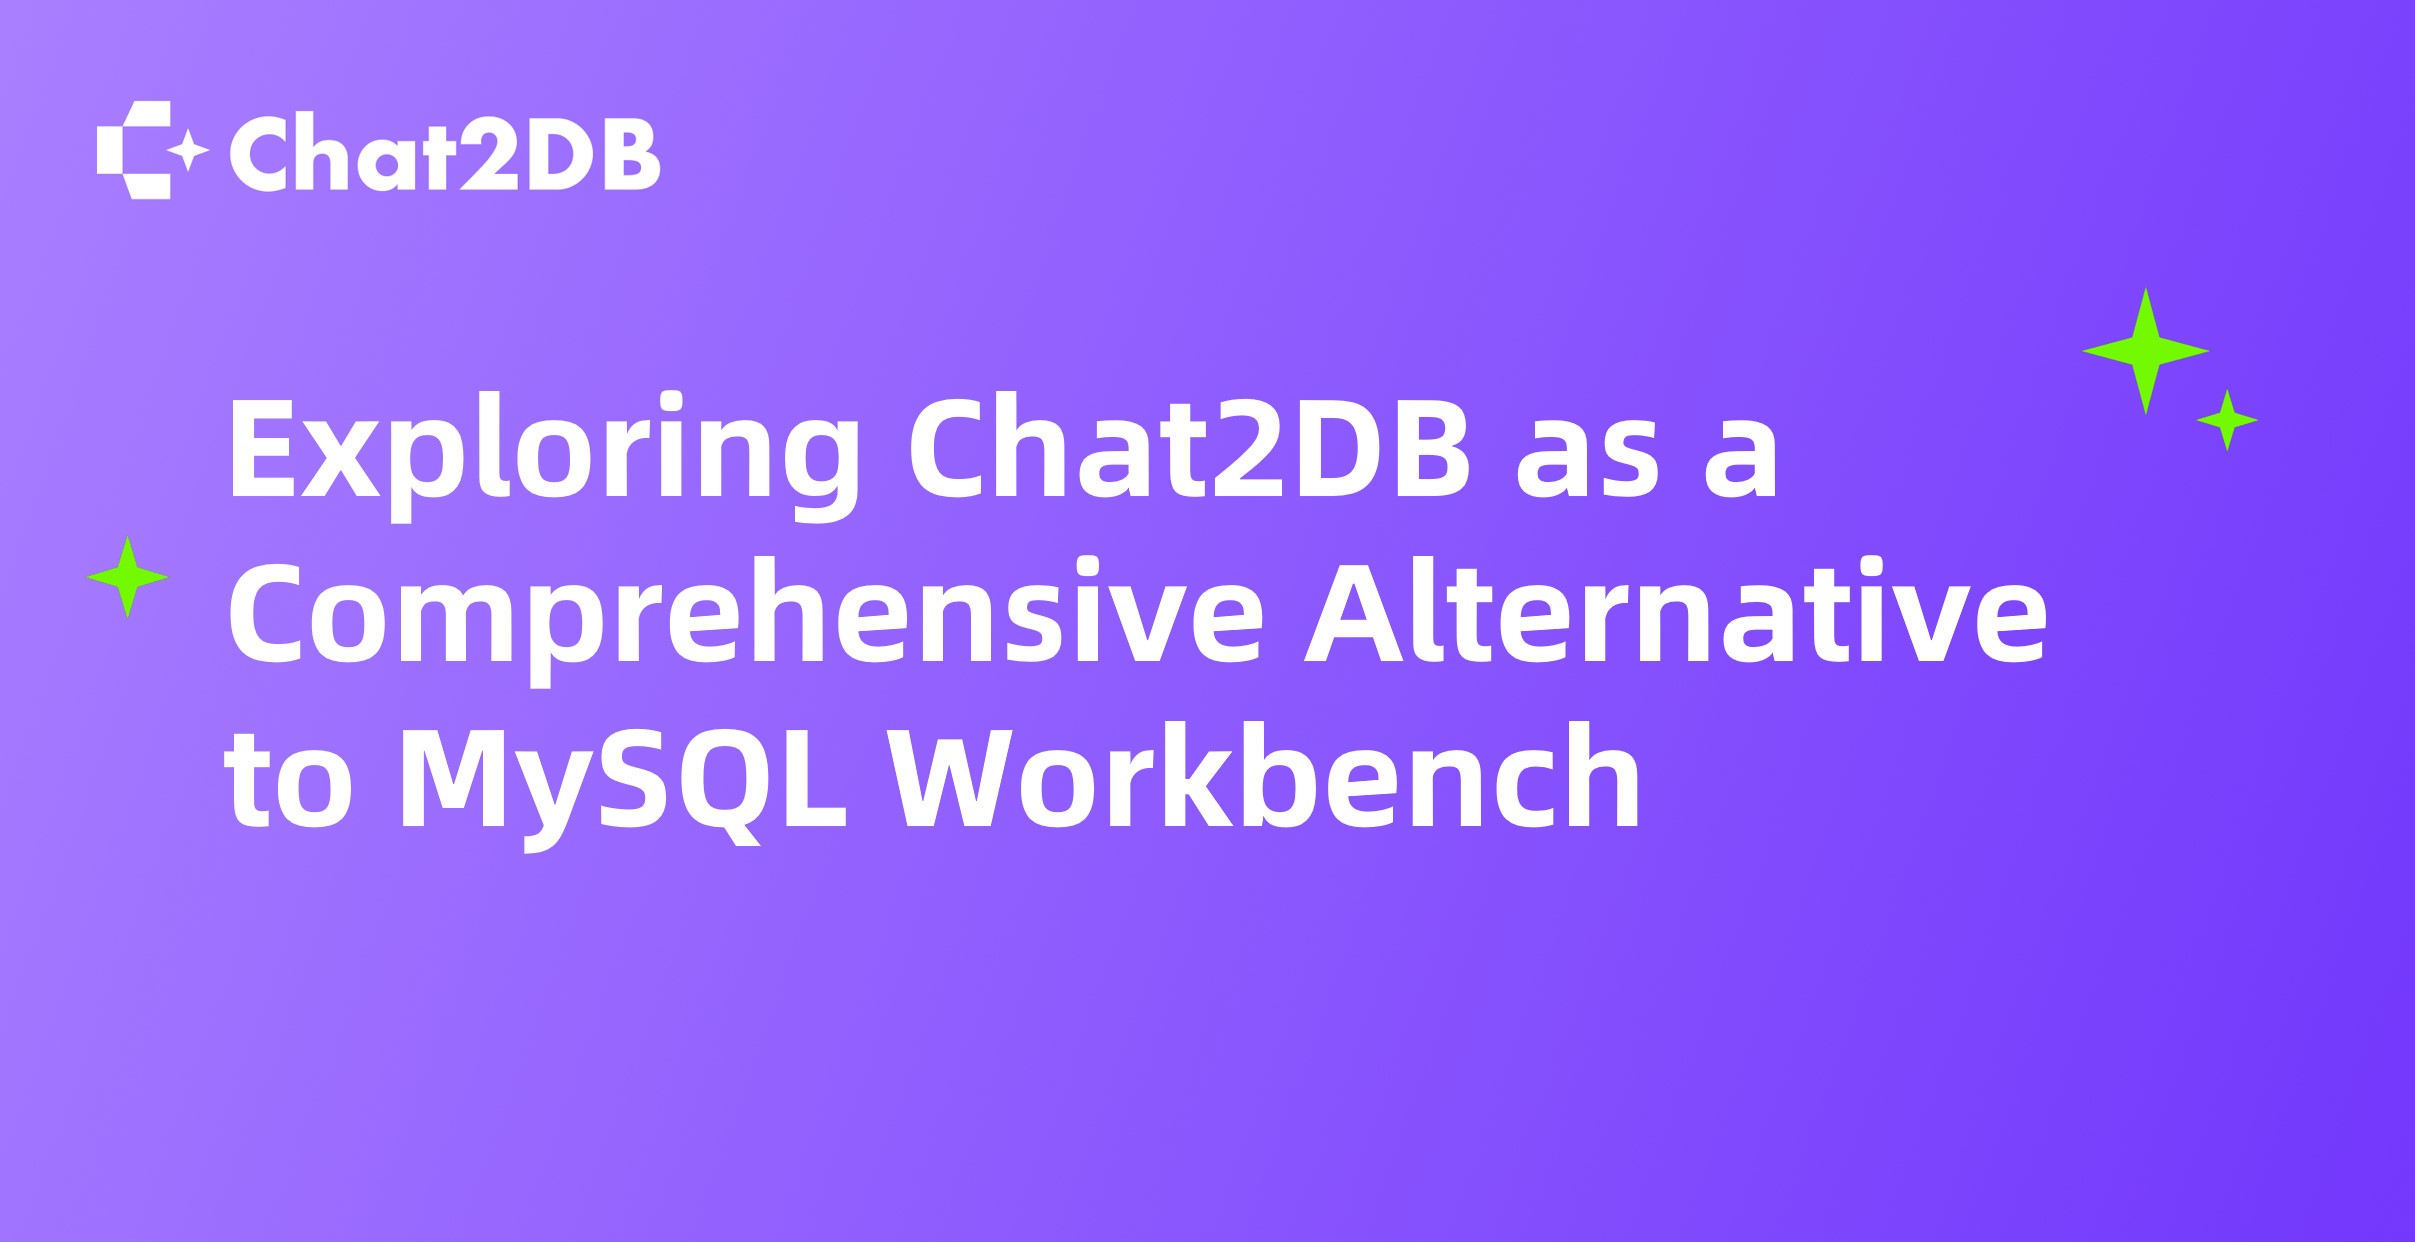 Chat2DB
Exploring Chat2DB as a
Comprehensive Alternative
to MySQL Workbench